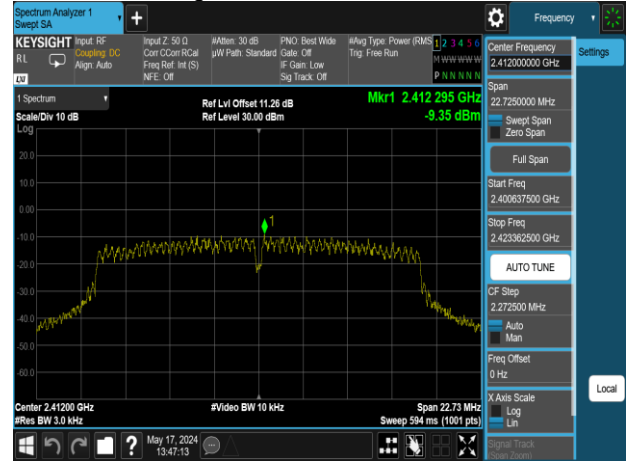 Spectrum Analyzer 1
Swept SA
Frequency
KEYSIGHT
RL
LXI
Input: RF
Coupling: DC
Align: Auto
Input Z: 50 Ω
Corr CCorr RCal
Freq Ref: Int (S)
NFE: Off
#Atten: 30 dB
µW Path: Standard
PNO: Best Wide
Gate: Off
IF Gain: Low
Sig Track: Off
#Avg Type: Power (RMS
Trig: Free Run
1 2 3 4 5 6
M W W W W W
P N N N N N
Center Frequency
2.412000000 GHz
Settings
Span
22.7250000 MHz
Swept Span
Zero Span
Full Span
Start Freq
2.400637500 GHz
Stop Freq
2.423362500 GHz
AUTO TUNE
CF Step
2.272500 MHz
Auto
Man
Freq Offset
0 Hz
X Axis Scale
Log
Lin
Signal Track
(Span Zoom)
Local
1 Spectrum
Scale/Div 10 dB
Log
Ref Lvl Offset 11.26 dB
Ref Level 30.00 dBm
Mkr1 2.412 295 GHz
-9.35 dBm
20.0
10.0
0.00
-10.0
-20.0
-30.0
-40.0
-50.0
-60.0
1
Center 2.41200 GHz
#Res BW 3.0 kHz
#Video BW 10 kHz
Span 22.73 MHz
Sweep 594 ms (1001 pts)
?
May 17, 2024
13:47:13